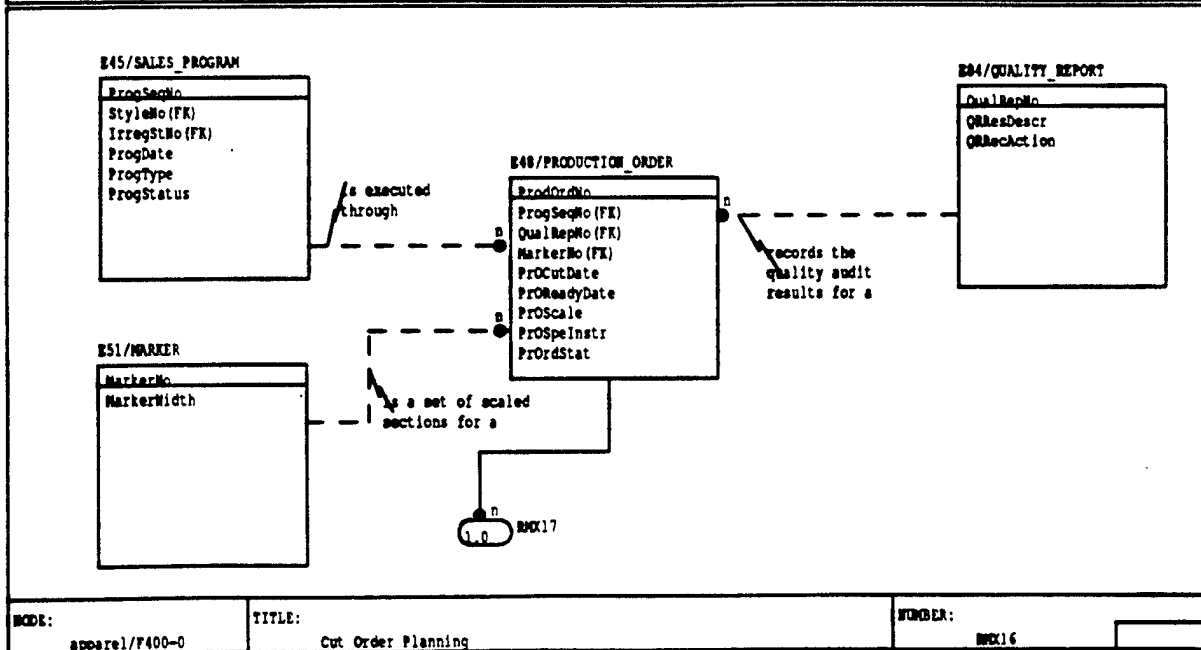 E45/SALES_PROGRAM
ProgSeqNo
StyleNo(FK)
IrregStNo(FK)
ProgDate
ProgType
ProgStatus
is executed
through
n
E48/PRODUCTION_ORDER
ProdOrdNo
ProgSeqNo(FK)
QualRepNo(FK)
MarkerNo(FK)
PrOCutDate
PrOReadyDate
PrOScale
PrOSpeInstr
PrOrdStat
E84/QUALITY_REPORT
QualRepNo
QRResDescr
QRRecAction
n
records the
quality audit
results for a
n
E51/MARKER
MarkerNo
MarkerWidth
is a set of scaled
sections for a
n
1.0
RMX17
NODE:
apparel/F400-0
TITLE:
Cut Order Planning
NUMBER:
RMX16